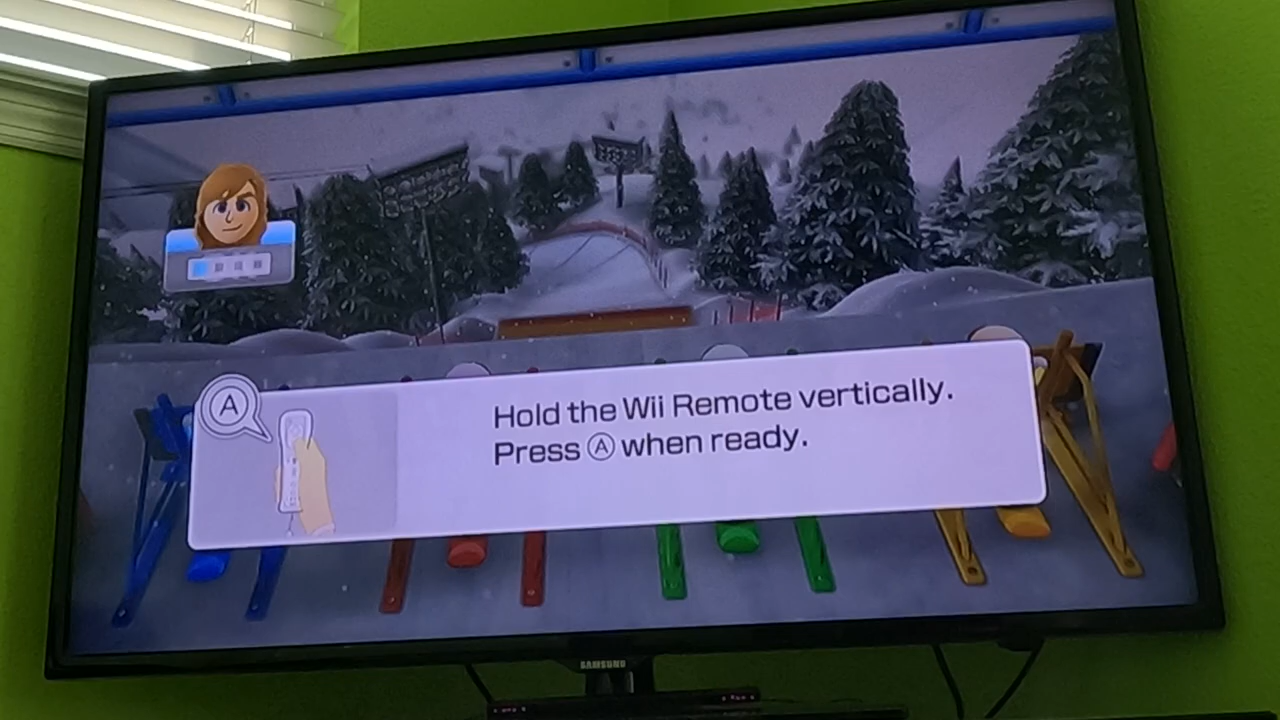 A
Hold the Wii Remote vertically.
Press A when ready.
SAMSUNG